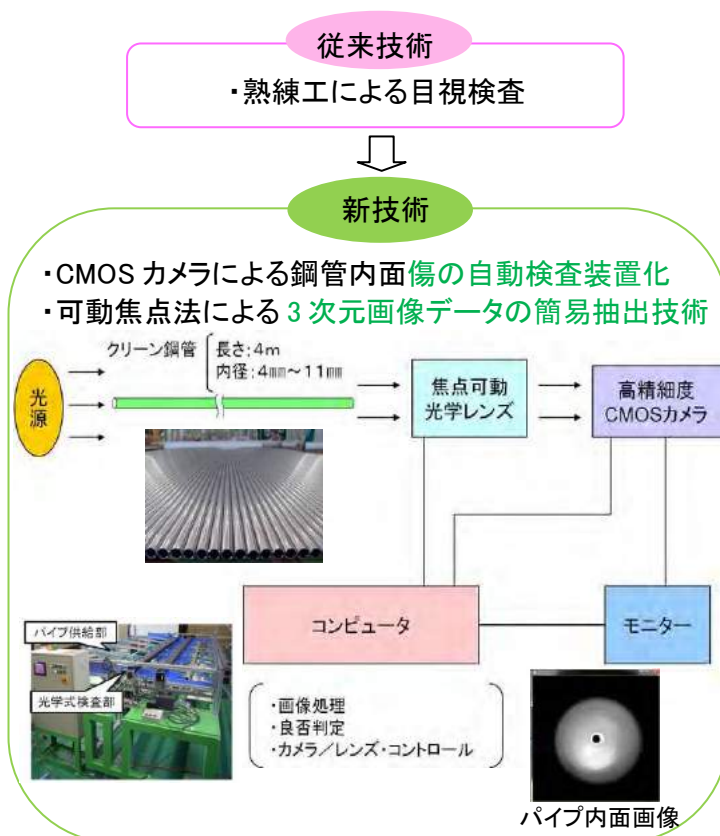 従来技術
・熟練工による目視検査
新技術
・CMOS カメラによる鋼管内面傷の自動検査装置化
・可動焦点法による 3 次元画像データの簡易抽出技術
クリーン鋼管
長さ:4m
内径:4㎜～11㎜
光源
焦点可動
光学レンズ
高精細度
CMOSカメラ
コンピュータ
モニター
パイプ供給部
光学式検査部
・画像処理
・良否判定
・カメラ／レンズ・コントロール
パイプ内面画像